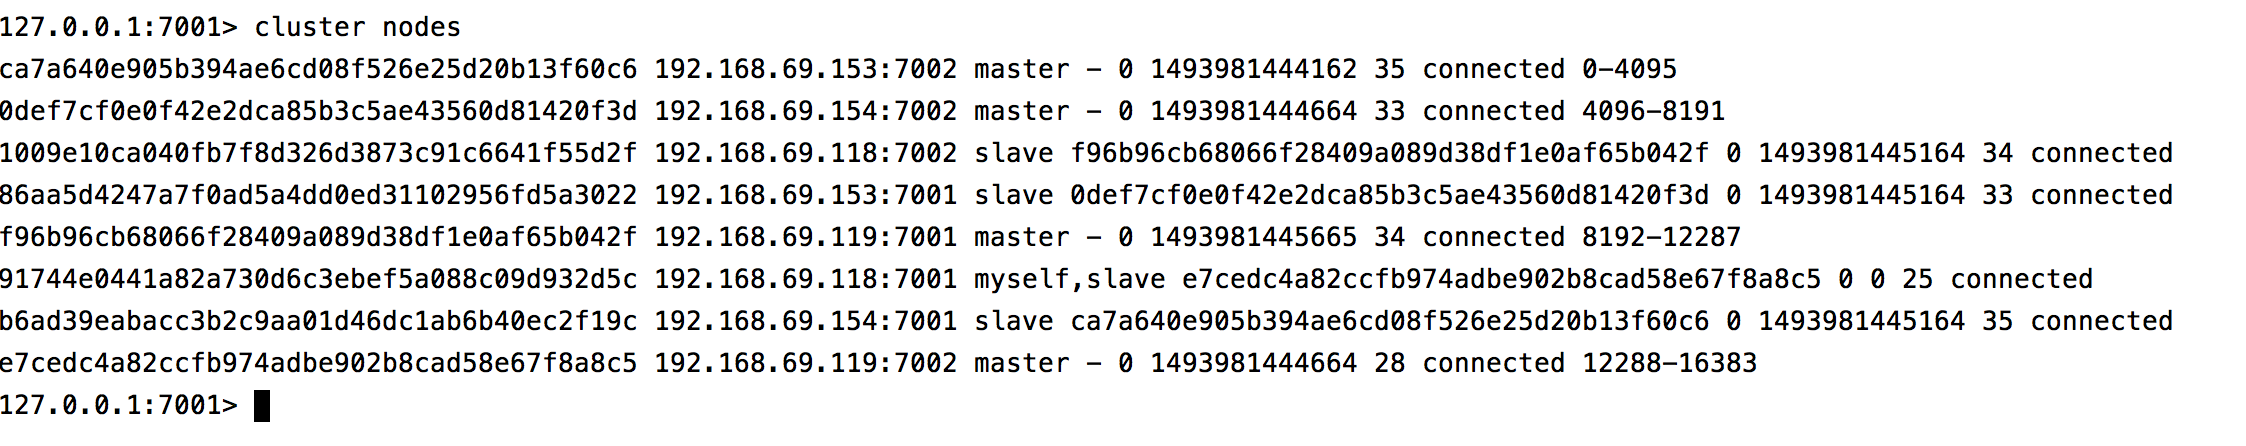 127.0.0.1:7001> cluster nodes
ca7a640e905b394ae6cd08f526e25d20b13f60c6 192.168.69.153:7002 master - 0 1493981444162 35 connected 0-4095
0def7cf0e0f42e2dca85b3c5ae43560d81420f3d 192.168.69.154:7002 master - 0 1493981444664 33 connected 4096-8191
1009e10ca040fb7f8d326d3873c91c6641f55d2f 192.168.69.118:7002 slave f96b96cb68066f28409a089d38df1e0af65b042f 0 1493981445164 34 connected
86aa5d4247a7f0ad5a4dd0ed31102956fd5a3022 192.168.69.153:7001 slave 0def7cf0e0f42e2dca85b3c5ae43560d81420f3d 0 1493981445164 33 connected
f96b96cb68066f28409a089d38df1e0af65b042f 192.168.69.119:7001 master - 0 1493981445665 34 connected 8192-12287
91744e0441a82a730d6c3ebef5a088c09d932d5c 192.168.69.118:7001 myself,slave e7cedc4a82ccfb974adbe902b8cad58e67f8a8c5 0 0 25 connected
b6ad39eabacc3b2c9aa01d46dc1ab6b40ec2f19c 192.168.69.154:7001 slave ca7a640e905b394ae6cd08f526e25d20b13f60c6 0 1493981445164 35 connected
e7cedc4a82ccfb974adbe902b8cad58e67f8a8c5 192.168.69.119:7002 master - 0 1493981444664 28 connected 12288-16383
127.0.0.1:7001>